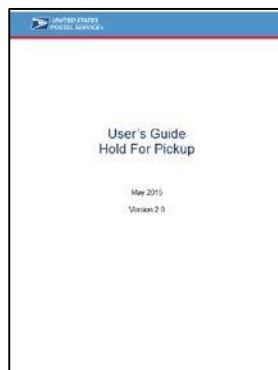 UNITED STATES
POSTAL SERVICE
User's Guide
Hold For Pickup
May 2015
Version 2.0